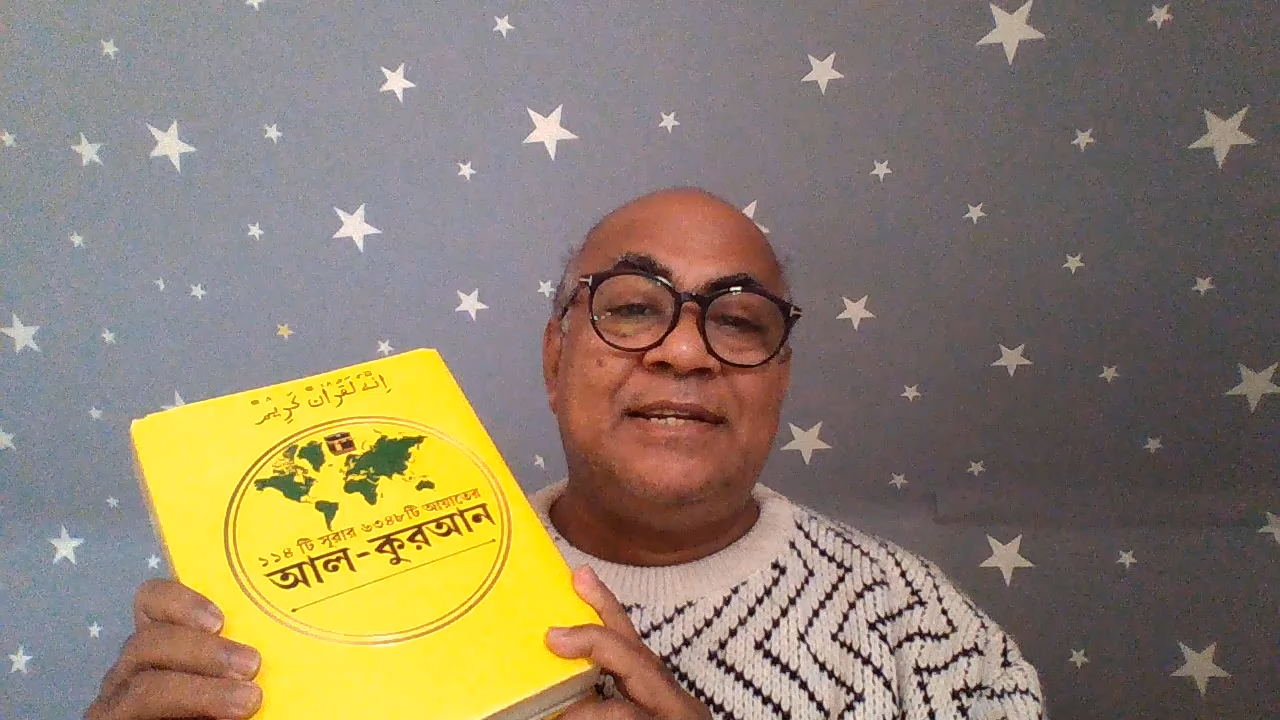 اِنَّهٗ لَقُرْاٰنٌ كَرِيْمٌ
১১৪ টি সূরার ৬৩৪৮টি আয়াতের
আল-কুরআন